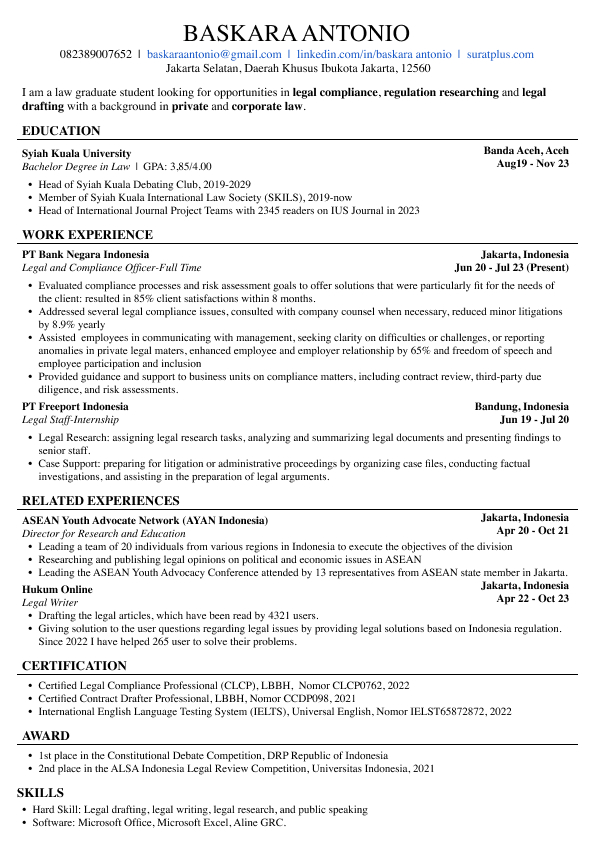 BASKARA ANTONIO
082389007652 | baskaraantonio@gmail.com | linkedin.com/in/baskara antonio | suratplus.com
Jakarta Selatan, Daerah Khusus Ibukota Jakarta, 12560
I am a law graduate student looking for opportunities in legal compliance, regulation researching and legal
drafting with a background in private and corporate law.
EDUCATION
Syiah Kuala University
Banda Aceh, Aceh
Bachelor Degree in Law | GPA: 3,85/4.00
Aug19 - Nov 23
• Head of Syiah Kuala Debating Club, 2019-2029
• Member of Syiah Kuala International Law Society (SKILS), 2019-now
• Head of International Journal Project Teams with 2345 readers on IUS Journal in 2023
WORK EXPERIENCE
PT Bank Negara Indonesia
Jakarta, Indonesia
Legal and Compliance Officer-Full Time
Jun 20 - Jul 23 (Present)
• Evaluated compliance processes and risk assessment goals to offer solutions that were particularly fit for the needs of
the client: resulted in 85% client satisfactions within 8 months.
• Addressed several legal compliance issues, consulted with company counsel when necessary, reduced minor litigations
by 8.9% yearly
• Assisted  employees in communicating with management, seeking clarity on difficulties or challenges, or reporting
anomalies in private legal maters, enhanced employee and employer relationship by 65% and freedom of speech and
employee participation and inclusion
• Provided guidance and support to business units on compliance matters, including contract review, third-party due
diligence, and risk assessments.
PT Freeport Indonesia
Bandung, Indonesia
Legal Staff-Internship
Jun 19 - Jul 20
• Legal Research: assigning legal research tasks, analyzing and summarizing legal documents and presenting findings to
senior staff.
• Case Support: preparing for litigation or administrative proceedings by organizing case files, conducting factual
investigations, and assisting in the preparation of legal arguments.
RELATED EXPERIENCES
ASEAN Youth Advocate Network (AYAN Indonesia)
Jakarta, Indonesia
Director for Research and Education
Apr 20 - Oct 21
• Leading a team of 20 individuals from various regions in Indonesia to execute the objectives of the division
• Researching and publishing legal opinions on political and economic issues in ASEAN
• Leading the ASEAN Youth Advocacy Conference attended by 13 representatives from ASEAN state member in Jakarta.
Hukum Online
Jakarta, Indonesia
Legal Writer
Apr 22 - Oct 23
• Drafting the legal articles, which have been read by 4321 users.
• Giving solution to the user questions regarding legal issues by providing legal solutions based on Indonesia regulation.
Since 2022 I have helped 265 user to solve their problems.
CERTIFICATION
• Certified Legal Compliance Professional (CLCP), LBBH,  Nomor CLCP0762, 2022
• Certified Contract Drafter Professional, LBBH, Nomor CCDP098, 2021
• International English Language Testing System (IELTS), Universal English, Nomor IELST65872872, 2022
AWARD
• 1st place in the Constitutional Debate Competition, DRP Republic of Indonesia
• 2nd place in the ALSA Indonesia Legal Review Competition, Universitas Indonesia, 2021
SKILLS
• Hard Skill: Legal drafting, legal writing, legal research, and public speaking
• Software: Microsoft Office, Microsoft Excel, Aline GRC.